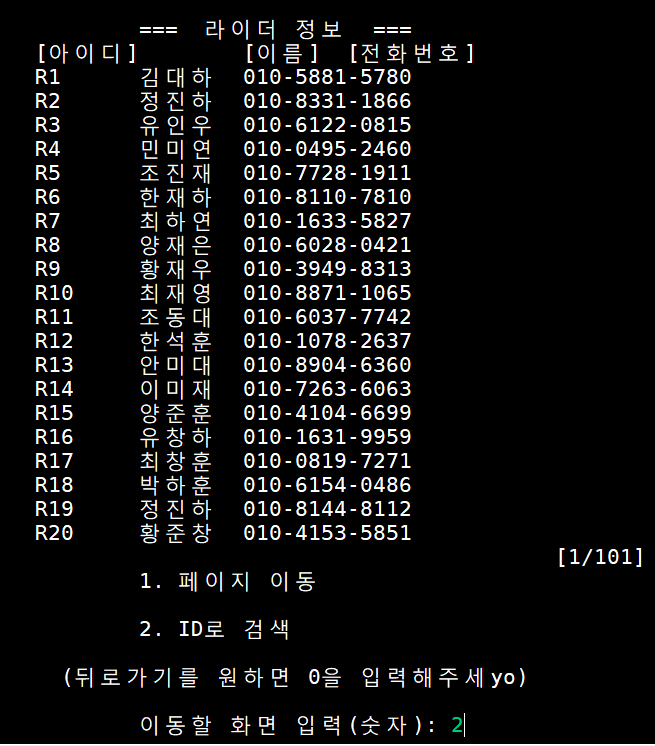 === 라이더 정보 ===
[아이디] [이름] [전화번호]
R1 김대하 010-5881-5780
R2 정진하 010-8331-1866
R3 유인우 010-6122-0815
R4 민미연 010-0495-2460
R5 조진재 010-7728-1911
R6 한재하 010-8110-7810
R7 최하연 010-1633-5827
R8 양재은 010-6028-0421
R9 황재우 010-3949-8313
R10 최재영 010-8871-1065
R11 조동대 010-6037-7742
R12 한석훈 010-1078-2637
R13 안미대 010-8904-6360
R14 이미재 010-7263-6063
R15 양준훈 010-4104-6699
R16 유창하 010-1631-9959
R17 최창훈 010-0819-7271
R18 박하훈 010-6154-0486
R19 정진하 010-8144-8112
R20 황준창 010-4153-5851
[1/101]
1. 페이지 이동
2. ID로 검색
(뒤로가기를 원하면 0을 입력해주세yo)
이동할 화면 입력(숫자): 2